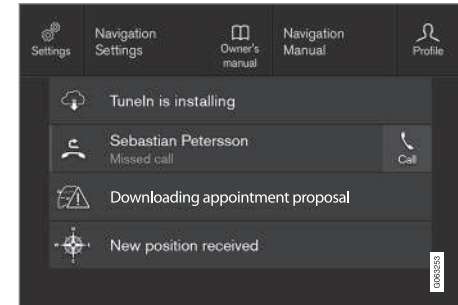 Settings
Navigation
Settings
Owner's
manual
Navigation
Manual
Profile
TuneIn is installing
Sebastian Petersson
Missed call
Call
Downloading appointment proposal
New position received
G063253